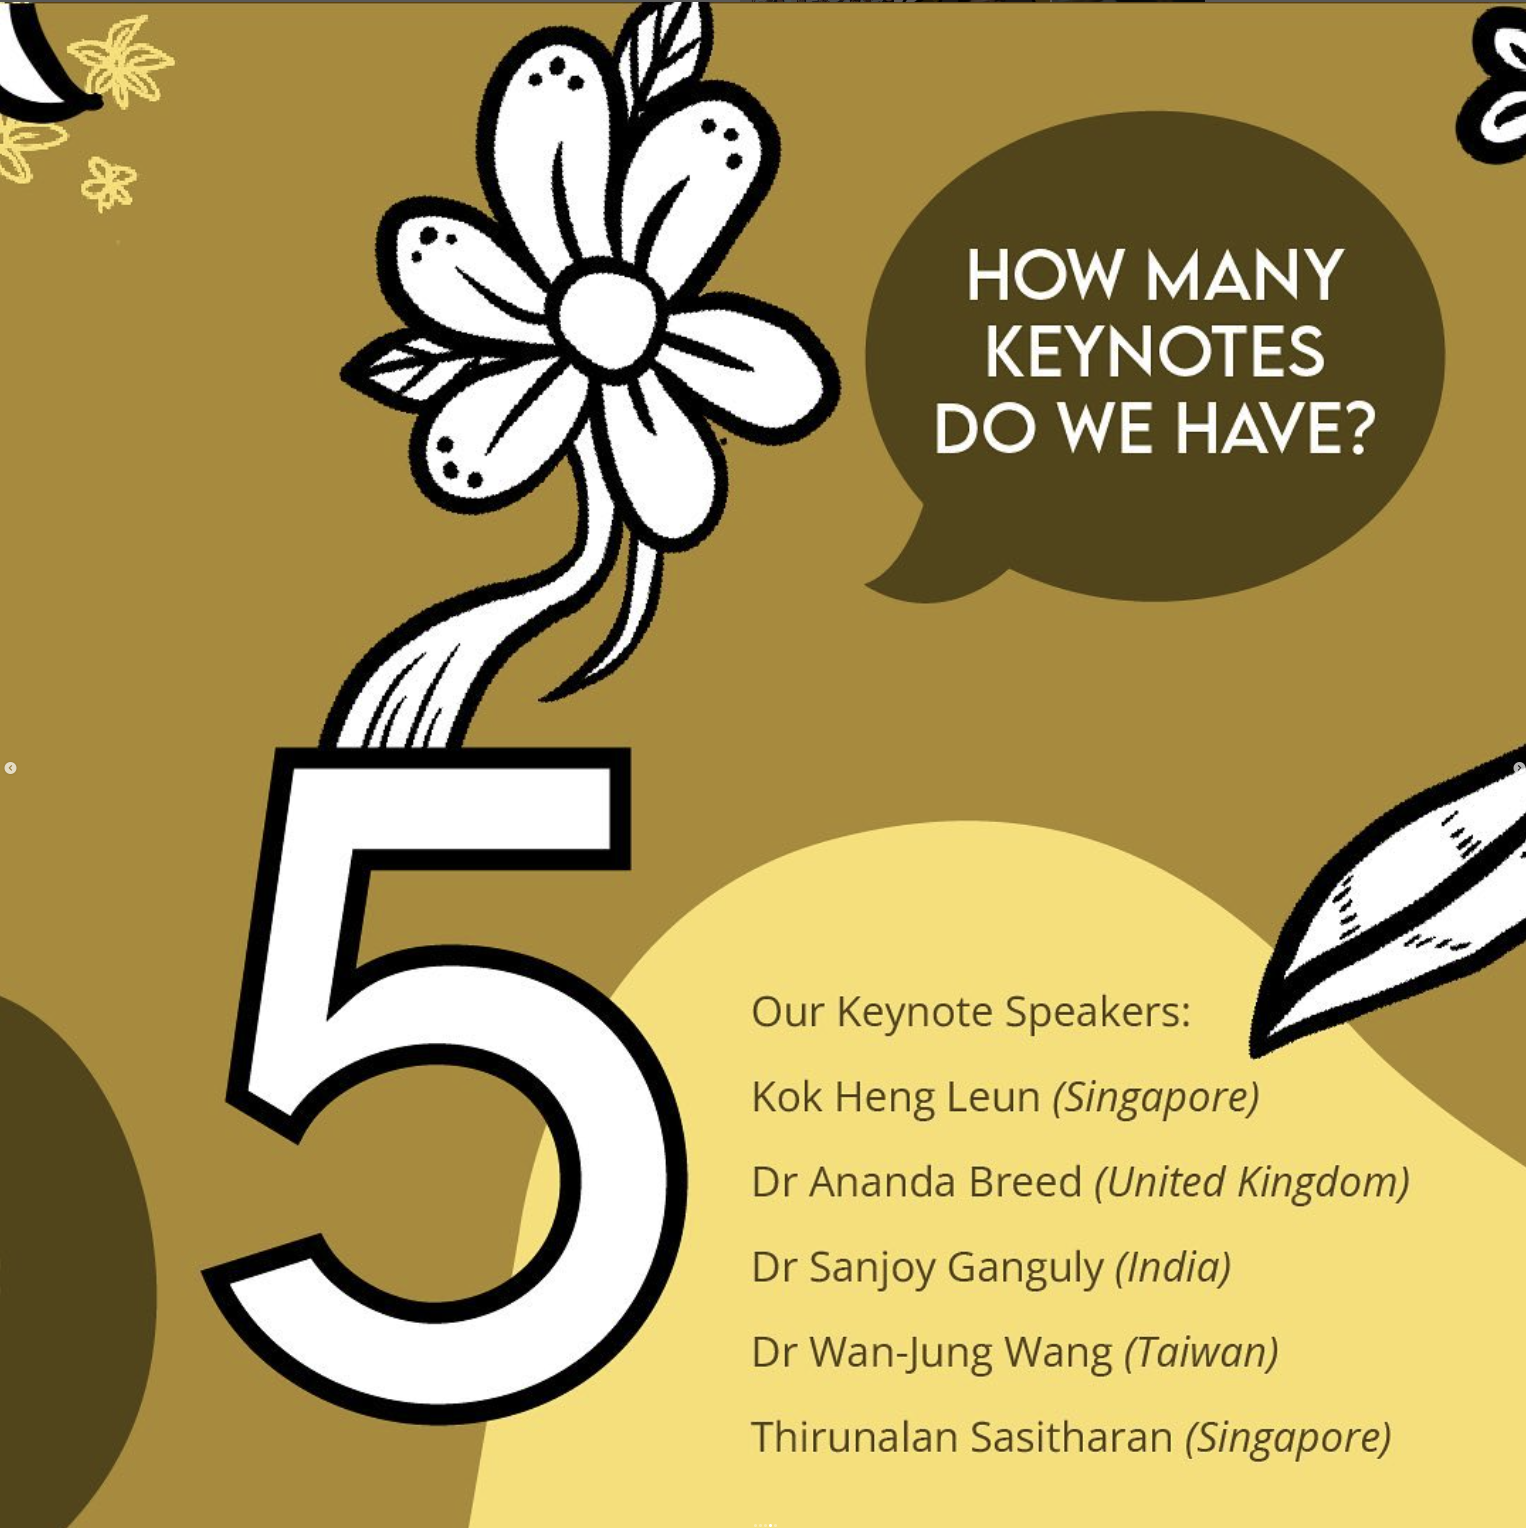 HOW MANY
KEYNOTES
DO WE HAVE?
5
Our Keynote Speakers:
Kok Heng Leun (Singapore)
Dr Ananda Breed (United Kingdom)
Dr Sanjoy Ganguly (India)
Dr Wan-Jung Wang (Taiwan)
Thirunalan Sasitharan (Singapore)